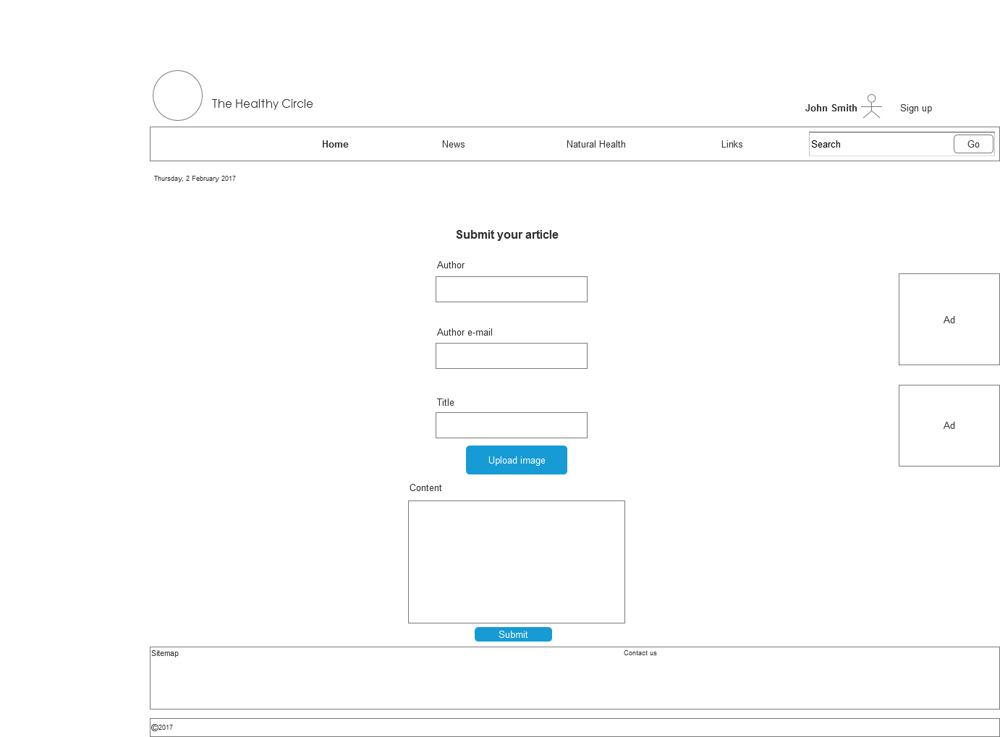 The Healthy Circle
John Smith
Sign up
Home
News
Natural Health
Links
Search
Go
Thursday, 2 February 2017
Submit your article
Author
Author e-mail
Title
Upload image
Content
Submit
Ad
Ad
Sitemap
Contact us
©2017